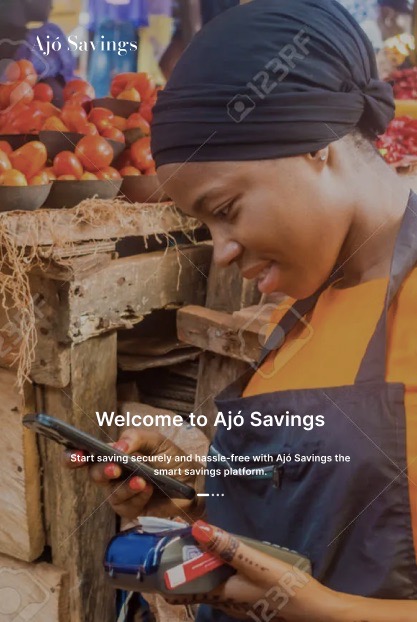 Ajó Savings
123RF
Welcome to Ajó Savings
Start saving securely and hassle-free with Ajó Savings the
smart savings platform.
123RF